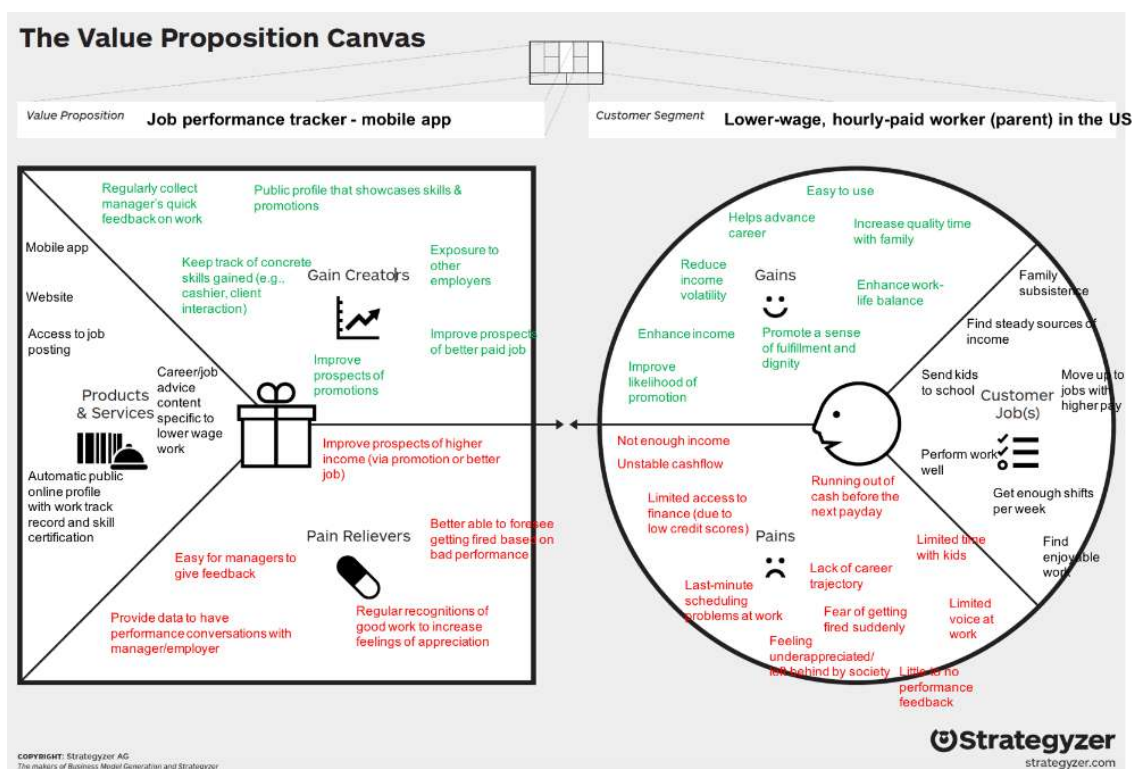 The Value Proposition Canvas
Value Proposition
Job performance tracker - mobile app
Customer Segment
Lower-wage, hourly-paid worker (parent) in the US
Regularly collect
manager's quick
feedback on work
Public profile that showcases skills &
promotions
Mobile app
Website
Access to job
posting
Keep track of concrete
skills gained (e.g.,
cashier, client
interaction)
Gain Creators
Exposure to
other
employers
Improve prospects
of better paid job
Improve
prospects of
promotions
Products
& Services
Career/job
advice
content
specific to
lower wage
work
Automatic public
online profile
with work track
record and skill
certification
Improve prospects of higher
income (via promotion or better
job)
Pain Relievers
Better able to foresee
getting fired based on
bad performance
Easy for managers to
give feedback
Provide data to have
performance conversations with
manager/employer
Regular recognitions of
good work to increase
feelings of appreciation
Easy to use
Helps advance
career
Increase quality time
with family
Reduce
income
volatility
Gains
Enhance work-
life balance
Enhance income
Promote a sense
of fulfillment and
dignity
Improve
likelihood of
promotion
Family
subsistence
Find steady sources of
income
Send kids
to school
Customer
Job(s)
Move up to
jobs with
higher pay
Perform work
well
Get enough shifts
per week
Find
enjoyable
work
Not enough income
Unstable cashflow
Running out of
cash before the
next payday
Limited access to
finance (due to
low credit scores)
Pains
Limited time
with kids
Lack of career
trajectory
Last-minute
scheduling
problems at work
Fear of getting
fired suddenly
Limited
voice at
work
Feeling
underappreciated/
left behind by society
Little to no
performance
feedback
COPYRIGHT: Strategyzer AG
The makers of Business Model Generation and Strategyzer
Strategyzer
strategyzer.com